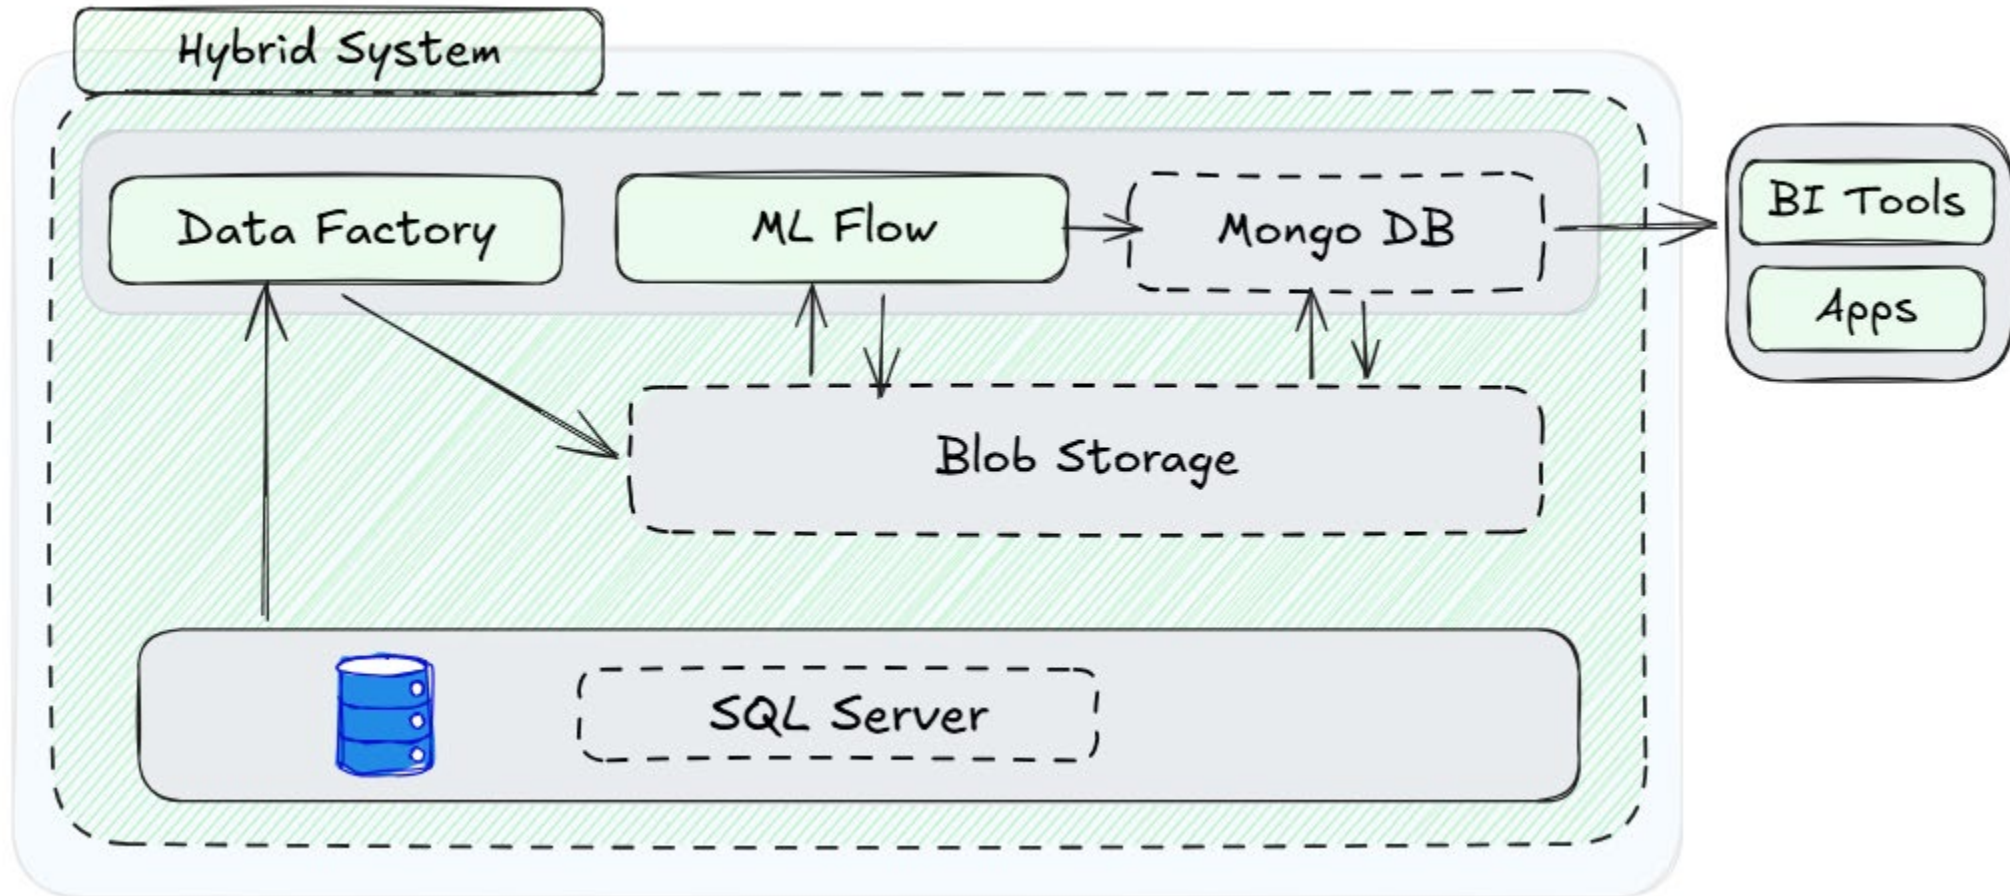 Hybrid System
Data Factory
ML Flow
Mongo DB
BI Tools
Apps
Blob Storage
SQL Server